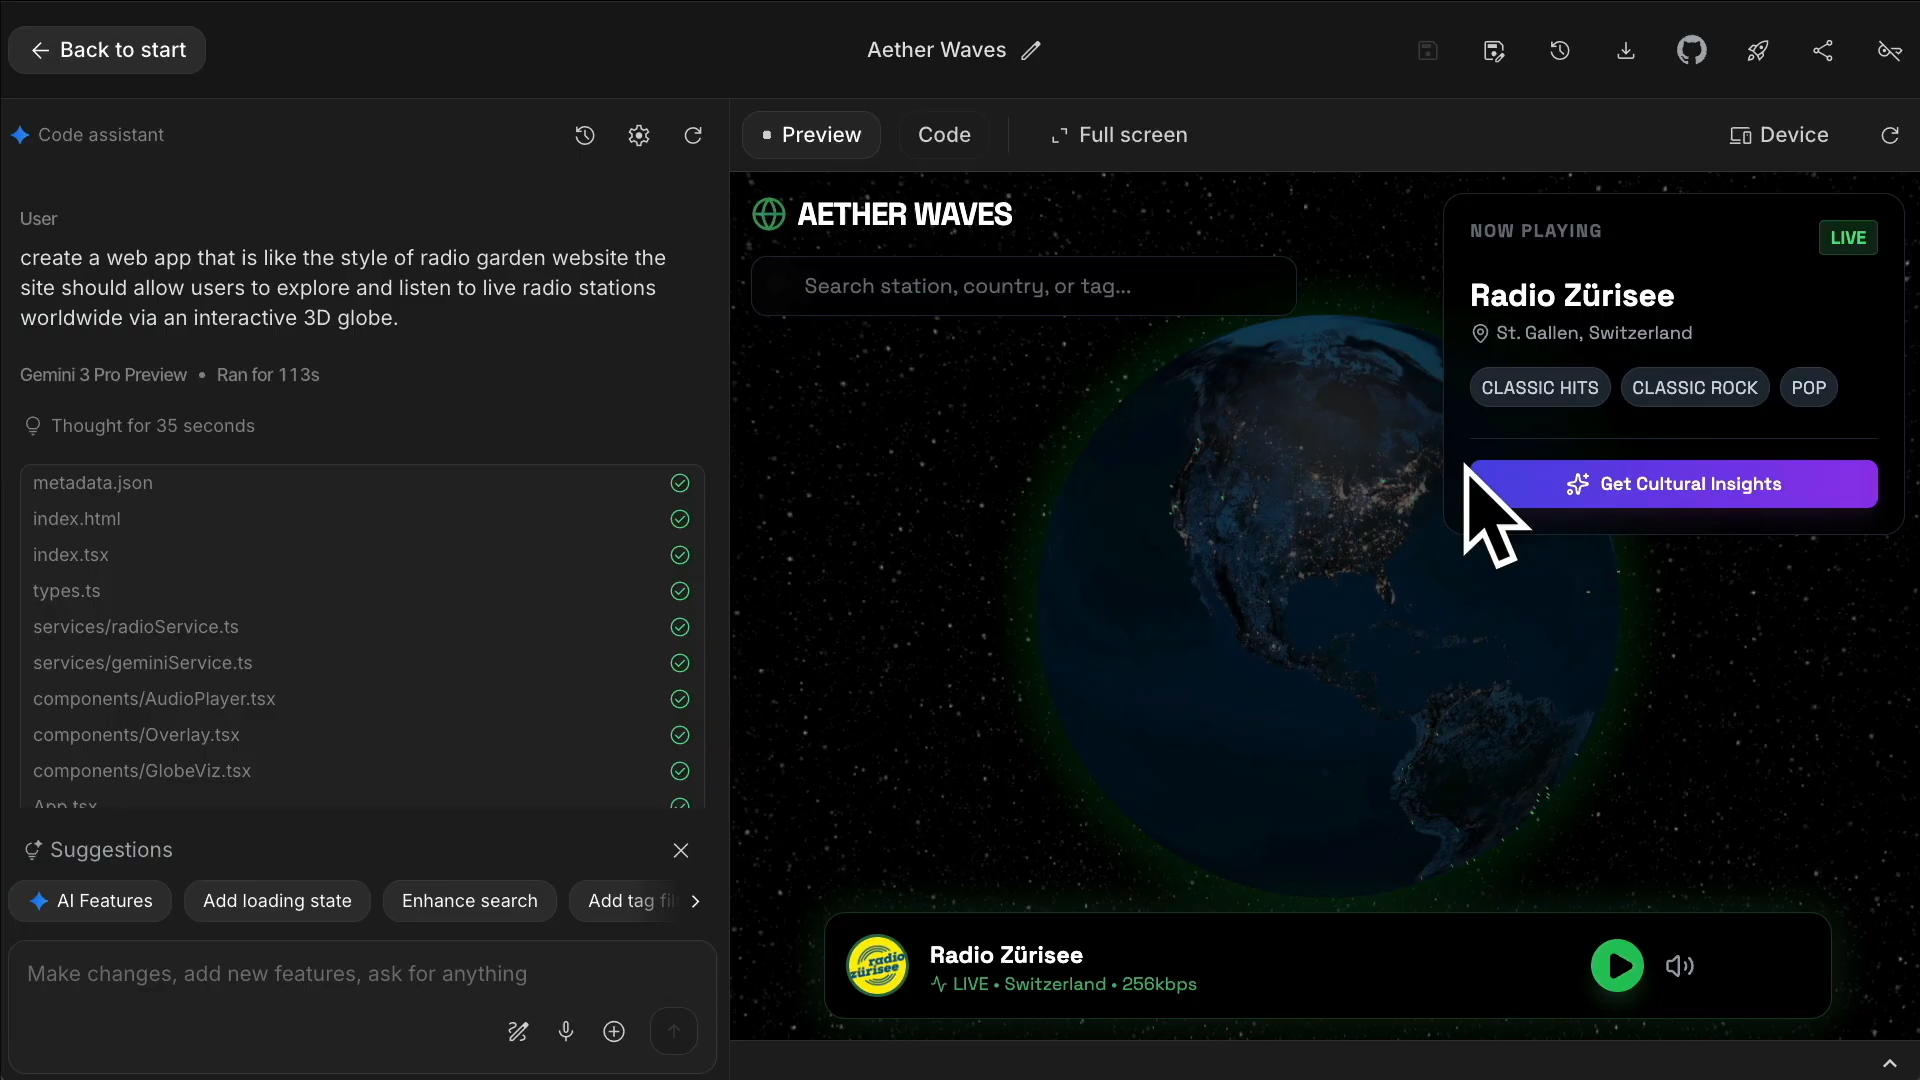 Back to start
Aether Waves
Code assistant
Preview
Code
Full screen
Device
User
create a web app that is like the style of radio garden website the
site should allow users to explore and listen to live radio stations
worldwide via an interactive 3D globe.
Gemini 3 Pro Preview • Ran for 113s
Thought for 35 seconds
metadata.json
index.html
index.tsx
types.ts
services/radioService.ts
services/geminiService.ts
components/AudioPlayer.tsx
components/Overlay.tsx
components/GlobeViz.tsx
App.tsx
Suggestions
AI Features
Add loading state
Enhance search
Add tag
Make changes, add new features, ask for anything
AETHER WAVES
Search station, country, or tag...
NOW PLAYING
LIVE
Radio Zürisee
St. Gallen, Switzerland
CLASSIC HITS
CLASSIC ROCK
POP
Get Cultural Insights
radio
zürisee
Radio Zürisee
LIVE • Switzerland • 256kbps